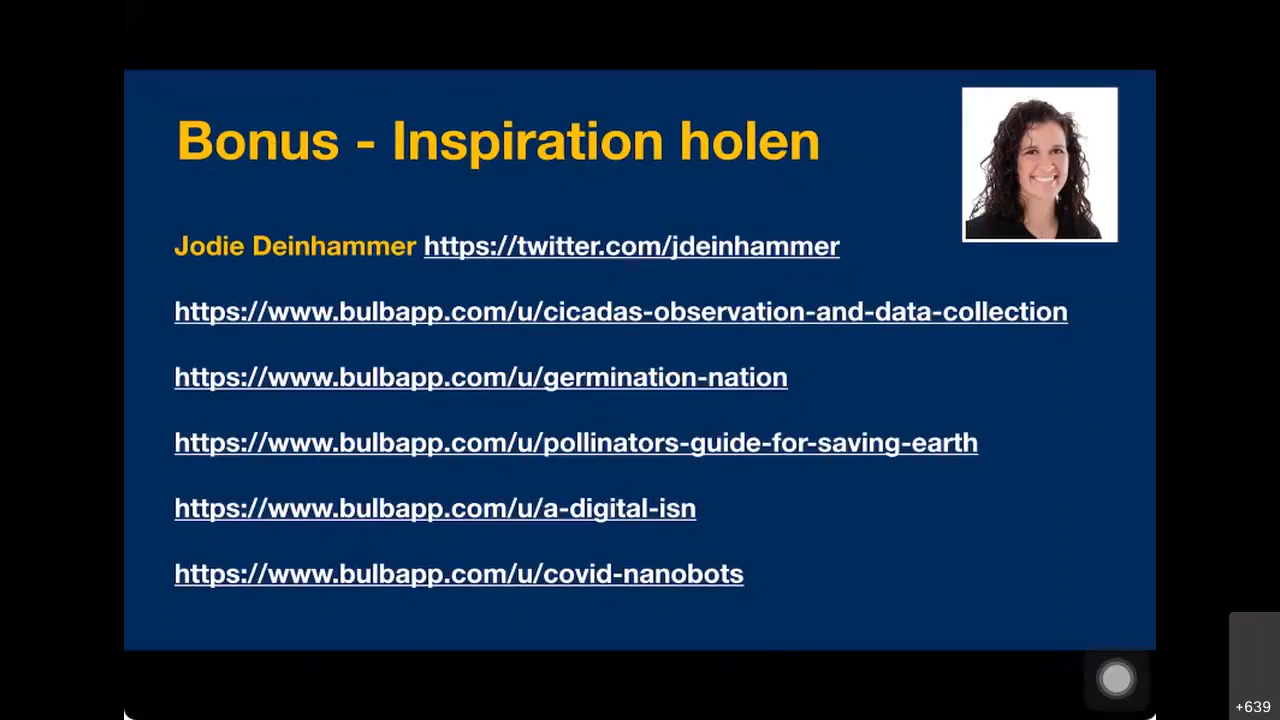 Bonus - Inspiration holen
Jodie Deinhammer https://twitter.com/jdeinhammer
https://www.bulbapp.com/u/cicadas-observation-and-data-collection
https://www.bulbapp.com/u/germination-nation
https://www.bulbapp.com/u/pollinators-guide-for-saving-earth
https://www.bulbapp.com/u/a-digital-isn
https://www.bulbapp.com/u/covid-nanobots
+639